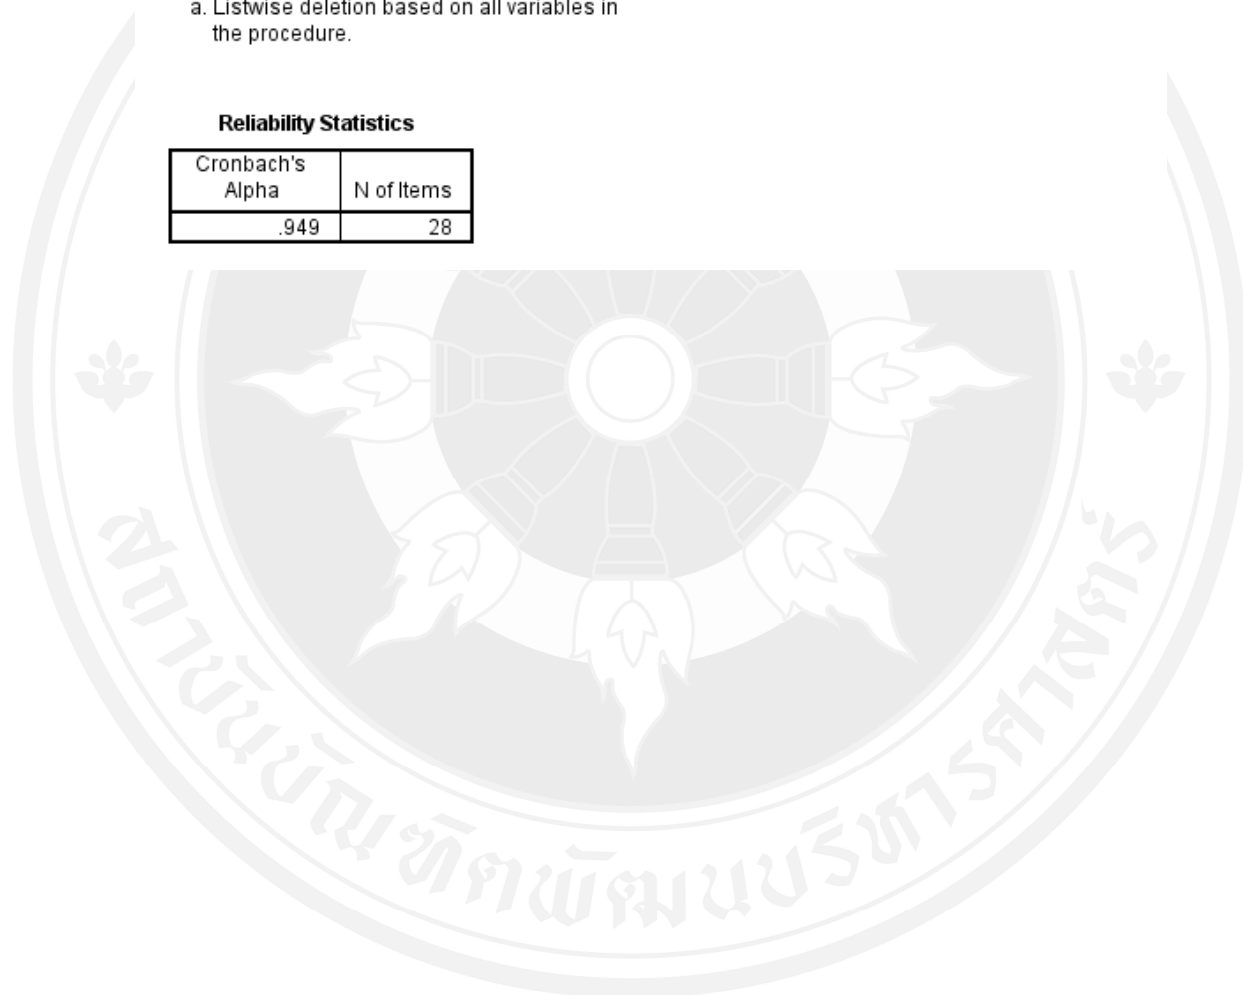 a. Listwise deletion based on all variables in
the procedure.
Reliability Statistics
Cronbach's
Alpha
N of Items
.949
28
สถาบันบัณฑิตพัฒนบริหารศาสตร์